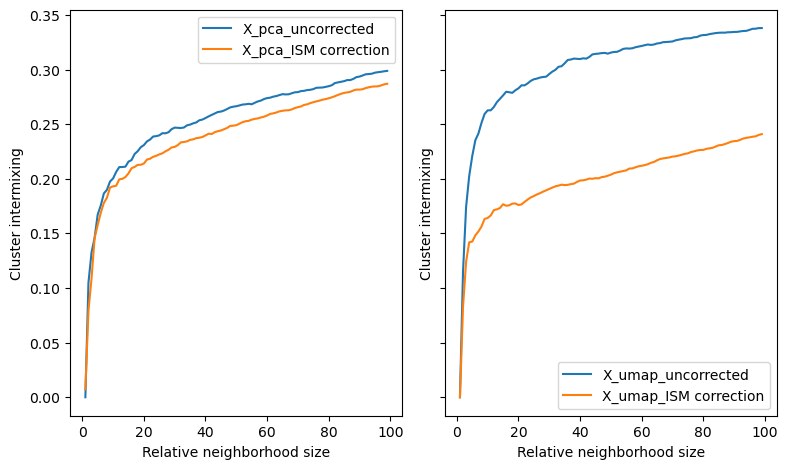 0.35
0.30
0.25
0.20
0.15
0.10
0.05
0.00
Cluster intermixing
0 20 40 60 80 100
Relative neighborhood size
X_pca_uncorrected
X_pca_ISM correction
Cluster intermixing
0 20 40 60 80 100
Relative neighborhood size
X_umap_uncorrected
X_umap_ISM correction